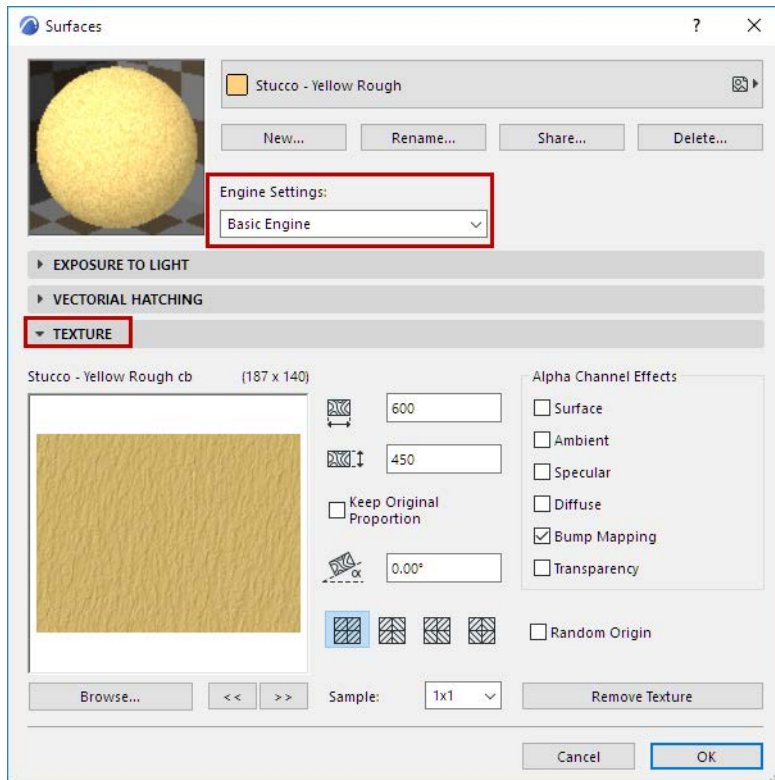 Surfaces
?
Stucco - Yellow Rough
New... Rename... Share... Delete...
Engine Settings:
Basic Engine
EXPOSURE TO LIGHT
VECTORIAL HATCHING
TEXTURE
Stucco - Yellow Rough cb (187 x 140)
600
450
Keep Original
Proportion
α 0.00°
Alpha Channel Effects
Surface
Ambient
Specular
Diffuse
Bump Mapping
Transparency
Random Origin
Browse... << >> Sample: 1x1 Remove Texture
Cancel OK